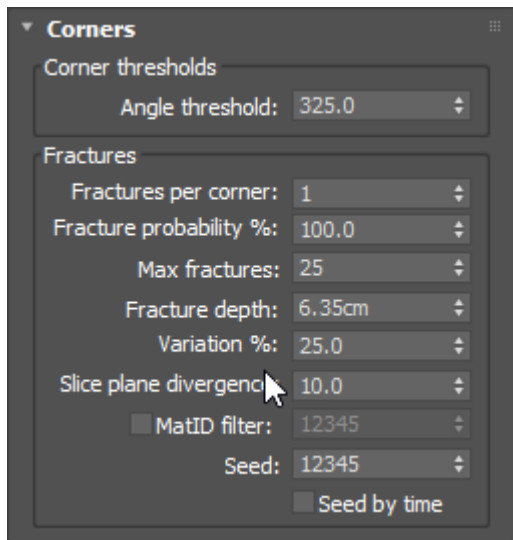 Corners
Corner thresholds
Angle threshold: 325.0
Fractures
Fractures per corner: 1
Fracture probability %: 100.0
Max fractures: 25
Fracture depth: 6.35cm
Variation %: 25.0
Slice plane divergence 10.0
MatID filter: 12345
Seed: 12345
Seed by time